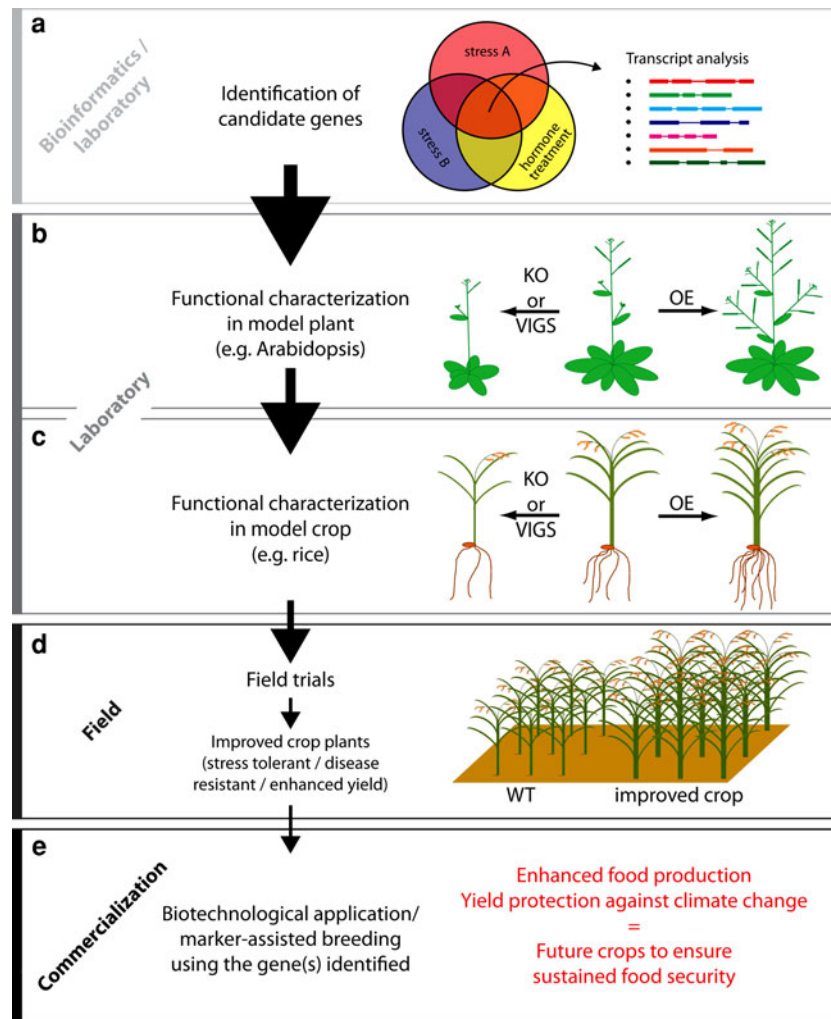 a
Bioinformatics /
laboratory
Identification of
candidate genes
stress A
stress B
hormone
treatment
Transcript analysis
b
Laboratory
Functional characterization
in model plant
(e.g. Arabidopsis)
KO
or
VIGS
OE
c
Functional characterization
in model crop
(e.g. rice)
KO
or
VIGS
OE
d
Field
Field trials
Improved crop plants
(stress tolerant / disease
resistant / enhanced yield)
WT
improved crop
e
Commercialization
Biotechnological application/
marker-assisted breeding
using the gene(s) identified
Enhanced food production
Yield protection against climate change
=
Future crops to ensure
sustained food security